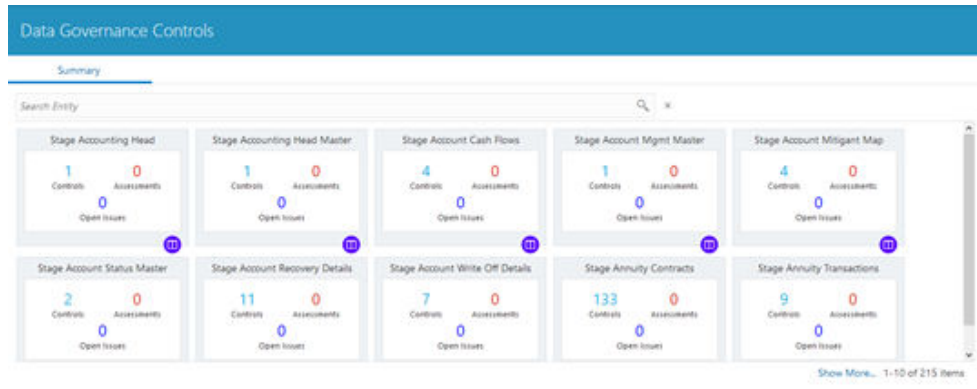 Data Governance Controls
Summary
Search Entity
Stage Accounting Head Stage Accounting Head Master Stage Account Cash Flows Stage Account Mgmt Master Stage Account Mitigant Map
1 0 1 0 4 0 1 0 4 0
Controls Assessments Controls Assessments Controls Assessments Controls Assessments Controls Assessments
0 0 0 0 0
Open Issues Open Issues Open Issues Open Issues Open Issues
Stage Account Status Master Stage Account Recovery Details Stage Account Write Off Details Stage Annuity Contracts Stage Annuity Transactions
2 0 11 0 7 0 133 0 9 0
Controls Assessments Controls Assessments Controls Assessments Controls Assessments Controls Assessments
0 0 0 0 0
Open Issues Open Issues Open Issues Open Issues Open Issues
Show More... 1-10 of 215 items